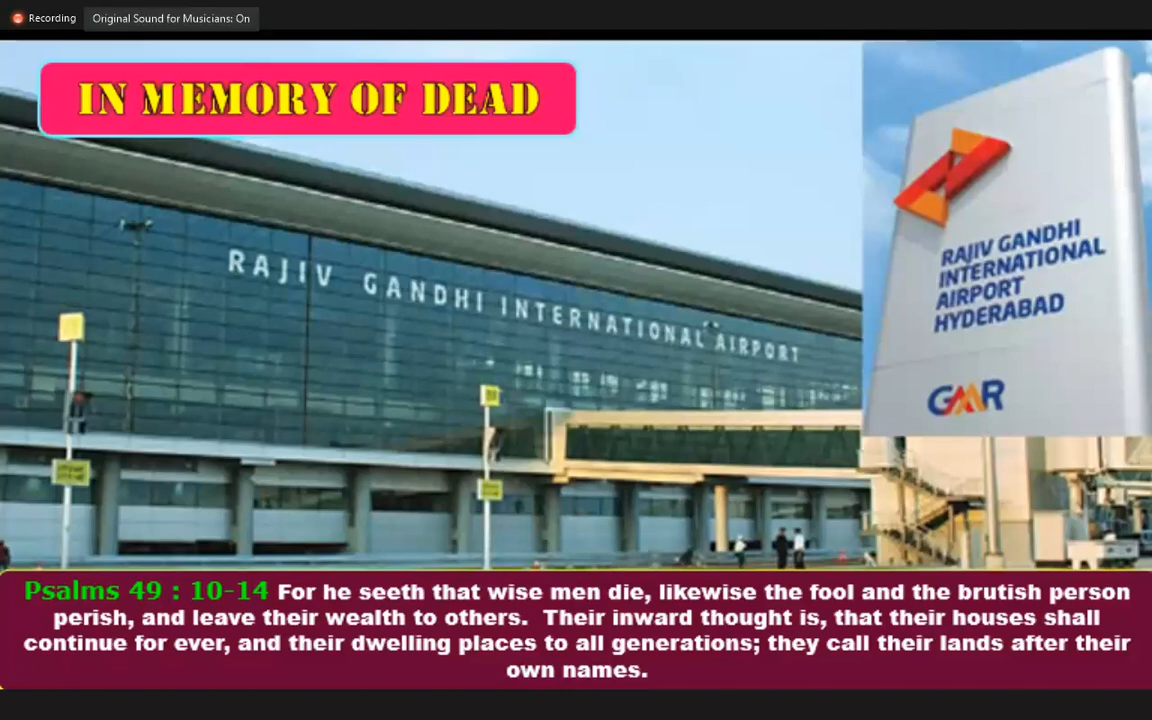 Recording
Original Sound for Musicians: On
IN MEMORY OF DEAD
RAJIV GANDHI INTERNATIONAL AIRPORT
RAJIV GANDHI
INTERNATIONAL
AIRPORT
HYDERABAD
GMR
Psalms 49 : 10-14 For he seeth that wise men die, likewise the fool and the brutish person
perish, and leave their wealth to others.  Their inward thought is, that their houses shall
continue for ever, and their dwelling places to all generations; they call their lands after their
own names.